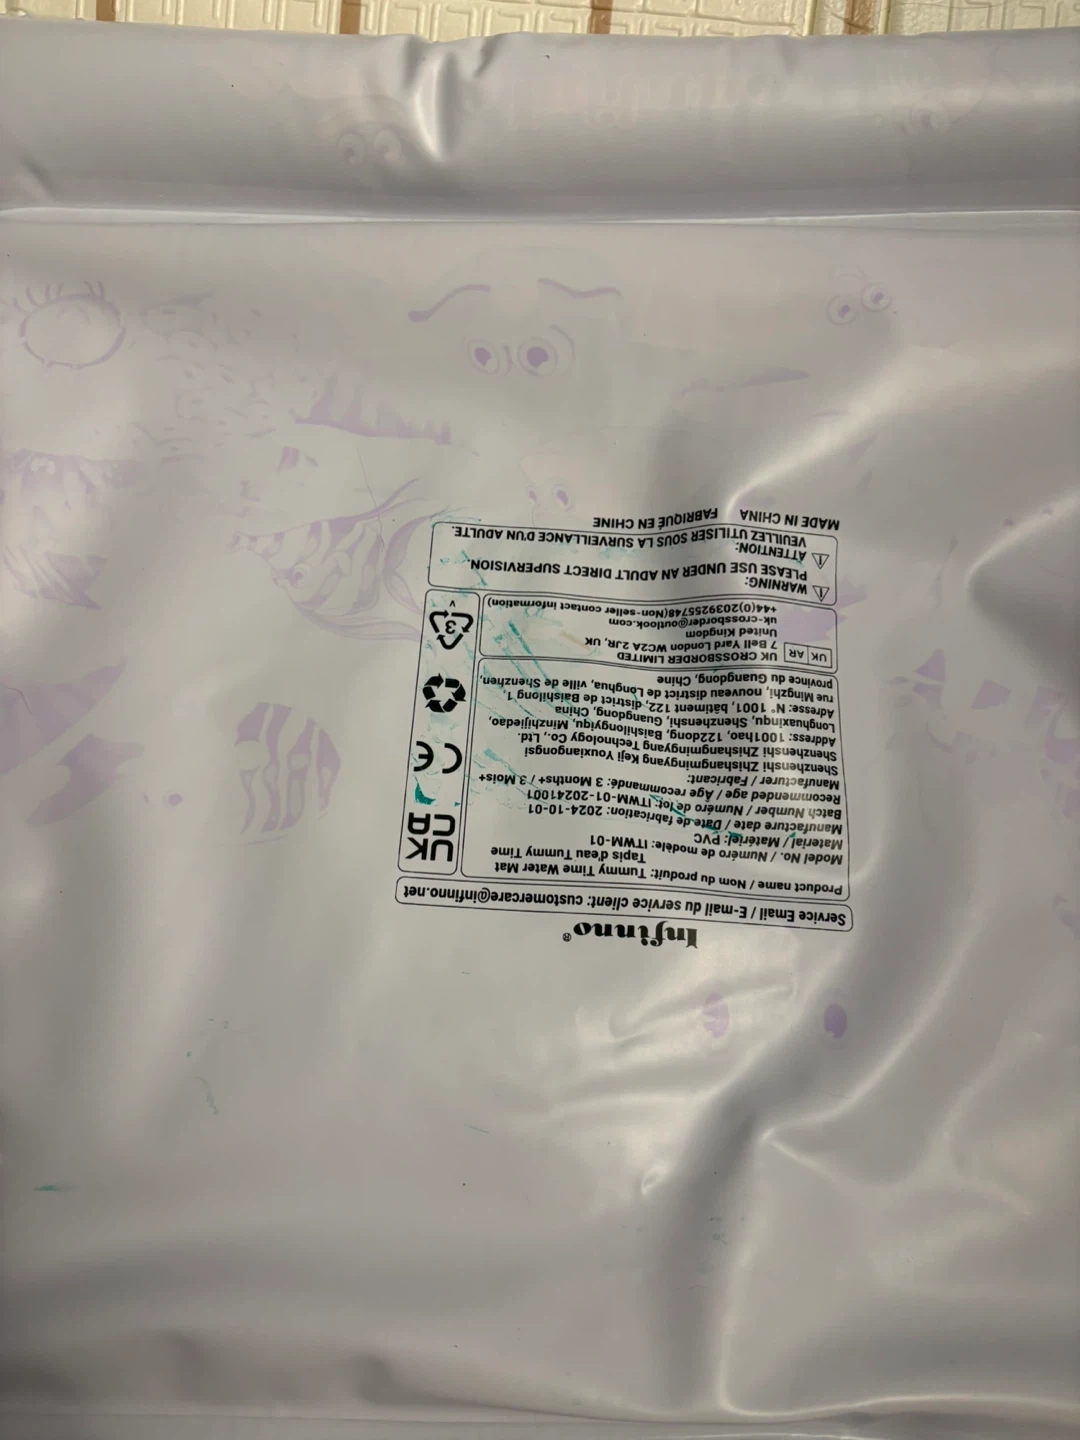 Infinno®
Service Email / E-mail du service client: customercare@infinno.net
Product name / Nom du produit: Tummy Time Water Mat
Tapis d'eau Tummy Time
Model No. / Numéro de modèle: ITWM-01
Material / Matériel: PVC
Manufacture date / Date de fabrication: 2024-10-01
Batch Number / Numéro de lot: ITWM-01-20241001
Recommended age / Âge recommandé: 3 Months+ / 3 Mois+
Manufacturer / Fabricant:
Shenzhenshi Zhishangmingyang Keji Youxiangongsi
Shenzhenshi Zhishangmingyang Technology Co., Ltd.
Address: 1001hao, 122dong, Baishilongyiqu, Minzhijiedao,
Longhuaxinqu, Shenzhenshi, Guangdong, China
Adresse: N° 1001, bâtiment 122, district de Baishilong 1,
rue Mingzhi, nouveau district de Longhua, ville de Shenzhen,
province du Guangdong, Chine
UK
CA
CE
UK AR
UK CROSSBORDER LIMITED
7 Bell Yard London WC2A 2JR, UK
United Kingdom
uk-crossborder@outlook.com
+44(0)2039255748(Non-seller contact information)
3
V
WARNING:
PLEASE USE UNDER AN ADULT DIRECT SUPERVISION.
ATTENTION:
VEUILLEZ UTILISER SOUS LA SURVEILLANCE D'UN ADULTE.
MADE IN CHINA FABRIQUÉ EN CHINE